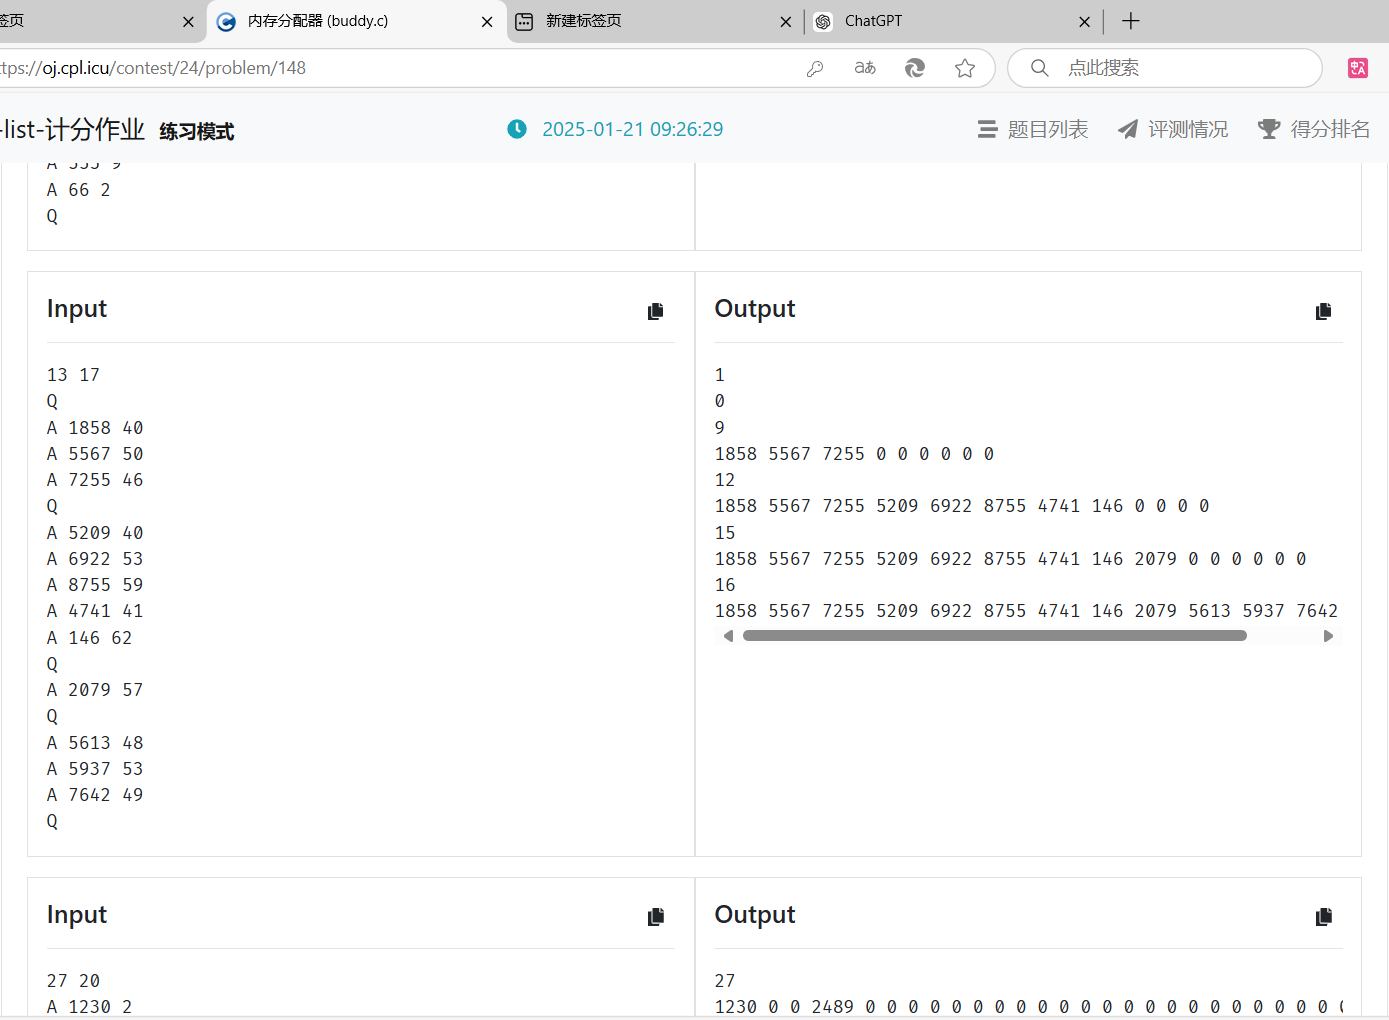 签页
内存分配器 (buddy.c)
新建标签页
ChatGPT
ttps://oj.cpl.icu/contest/24/problem/148
aあ
点此搜索
-list-计分作业 练习模式
2025-01-21 09:26:29
题目列表
评测情况
得分排名
A 555 9
A 66 2
Q
Input
Output
13 17
Q
A 1858 40
A 5567 50
A 7255 46
Q
A 5209 40
A 6922 53
A 8755 59
A 4741 41
A 146 62
Q
A 2079 57
Q
A 5613 48
A 5937 53
A 7642 49
Q
1
0
9
1858 5567 7255 0 0 0 0 0 0
12
1858 5567 7255 5209 6922 8755 4741 146 0 0 0 0
15
1858 5567 7255 5209 6922 8755 4741 146 2079 0 0 0 0 0 0
16
1858 5567 7255 5209 6922 8755 4741 146 2079 5613 5937 7642
Input
Output
27 20
A 1230 2
27
1230 0 0 2489 0 0 0 0 0 0 0 0 0 0 0 0 0 0 0 0 0 0 0 0 0 0